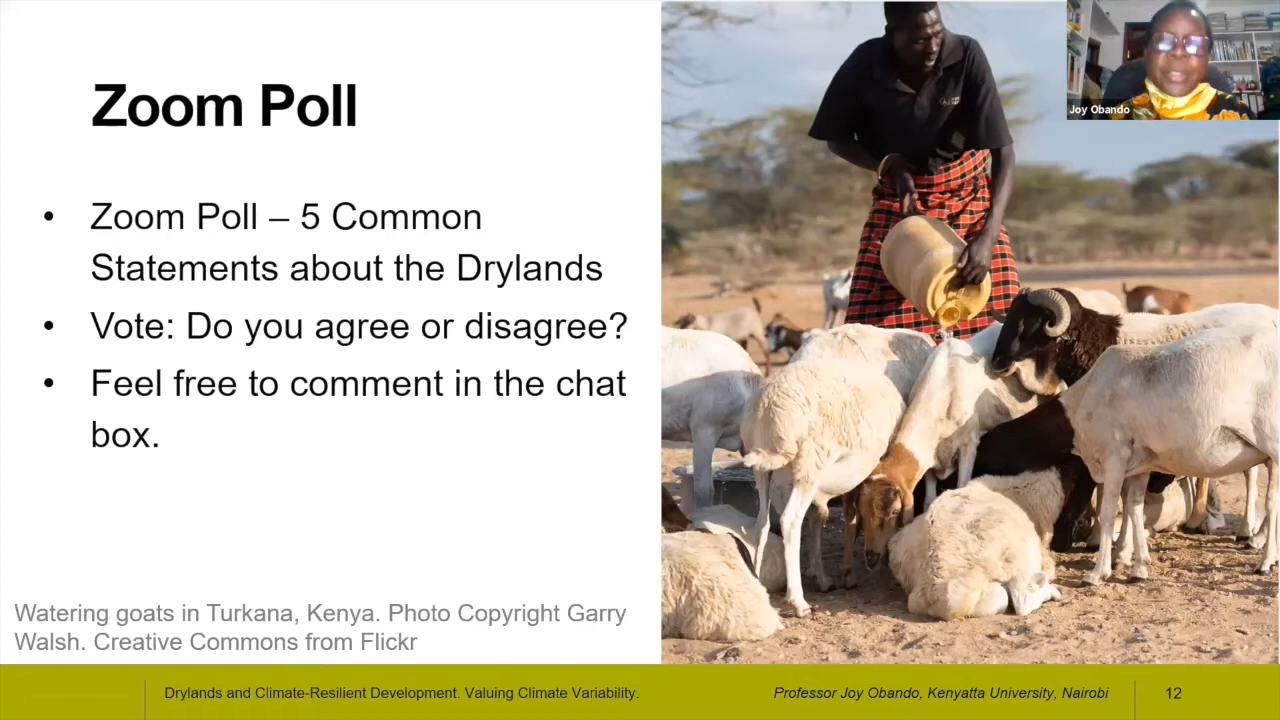 Zoom Poll
• Zoom Poll – 5 Common
Statements about the Drylands
• Vote: Do you agree or disagree?
• Feel free to comment in the chat
box.
Joy Obando
Watering goats in Turkana, Kenya. Photo Copyright Garry
Walsh. Creative Commons from Flickr
Drylands and Climate-Resilient Development. Valuing Climate Variability.
Professor Joy Obando, Kenyatta University, Nairobi
12